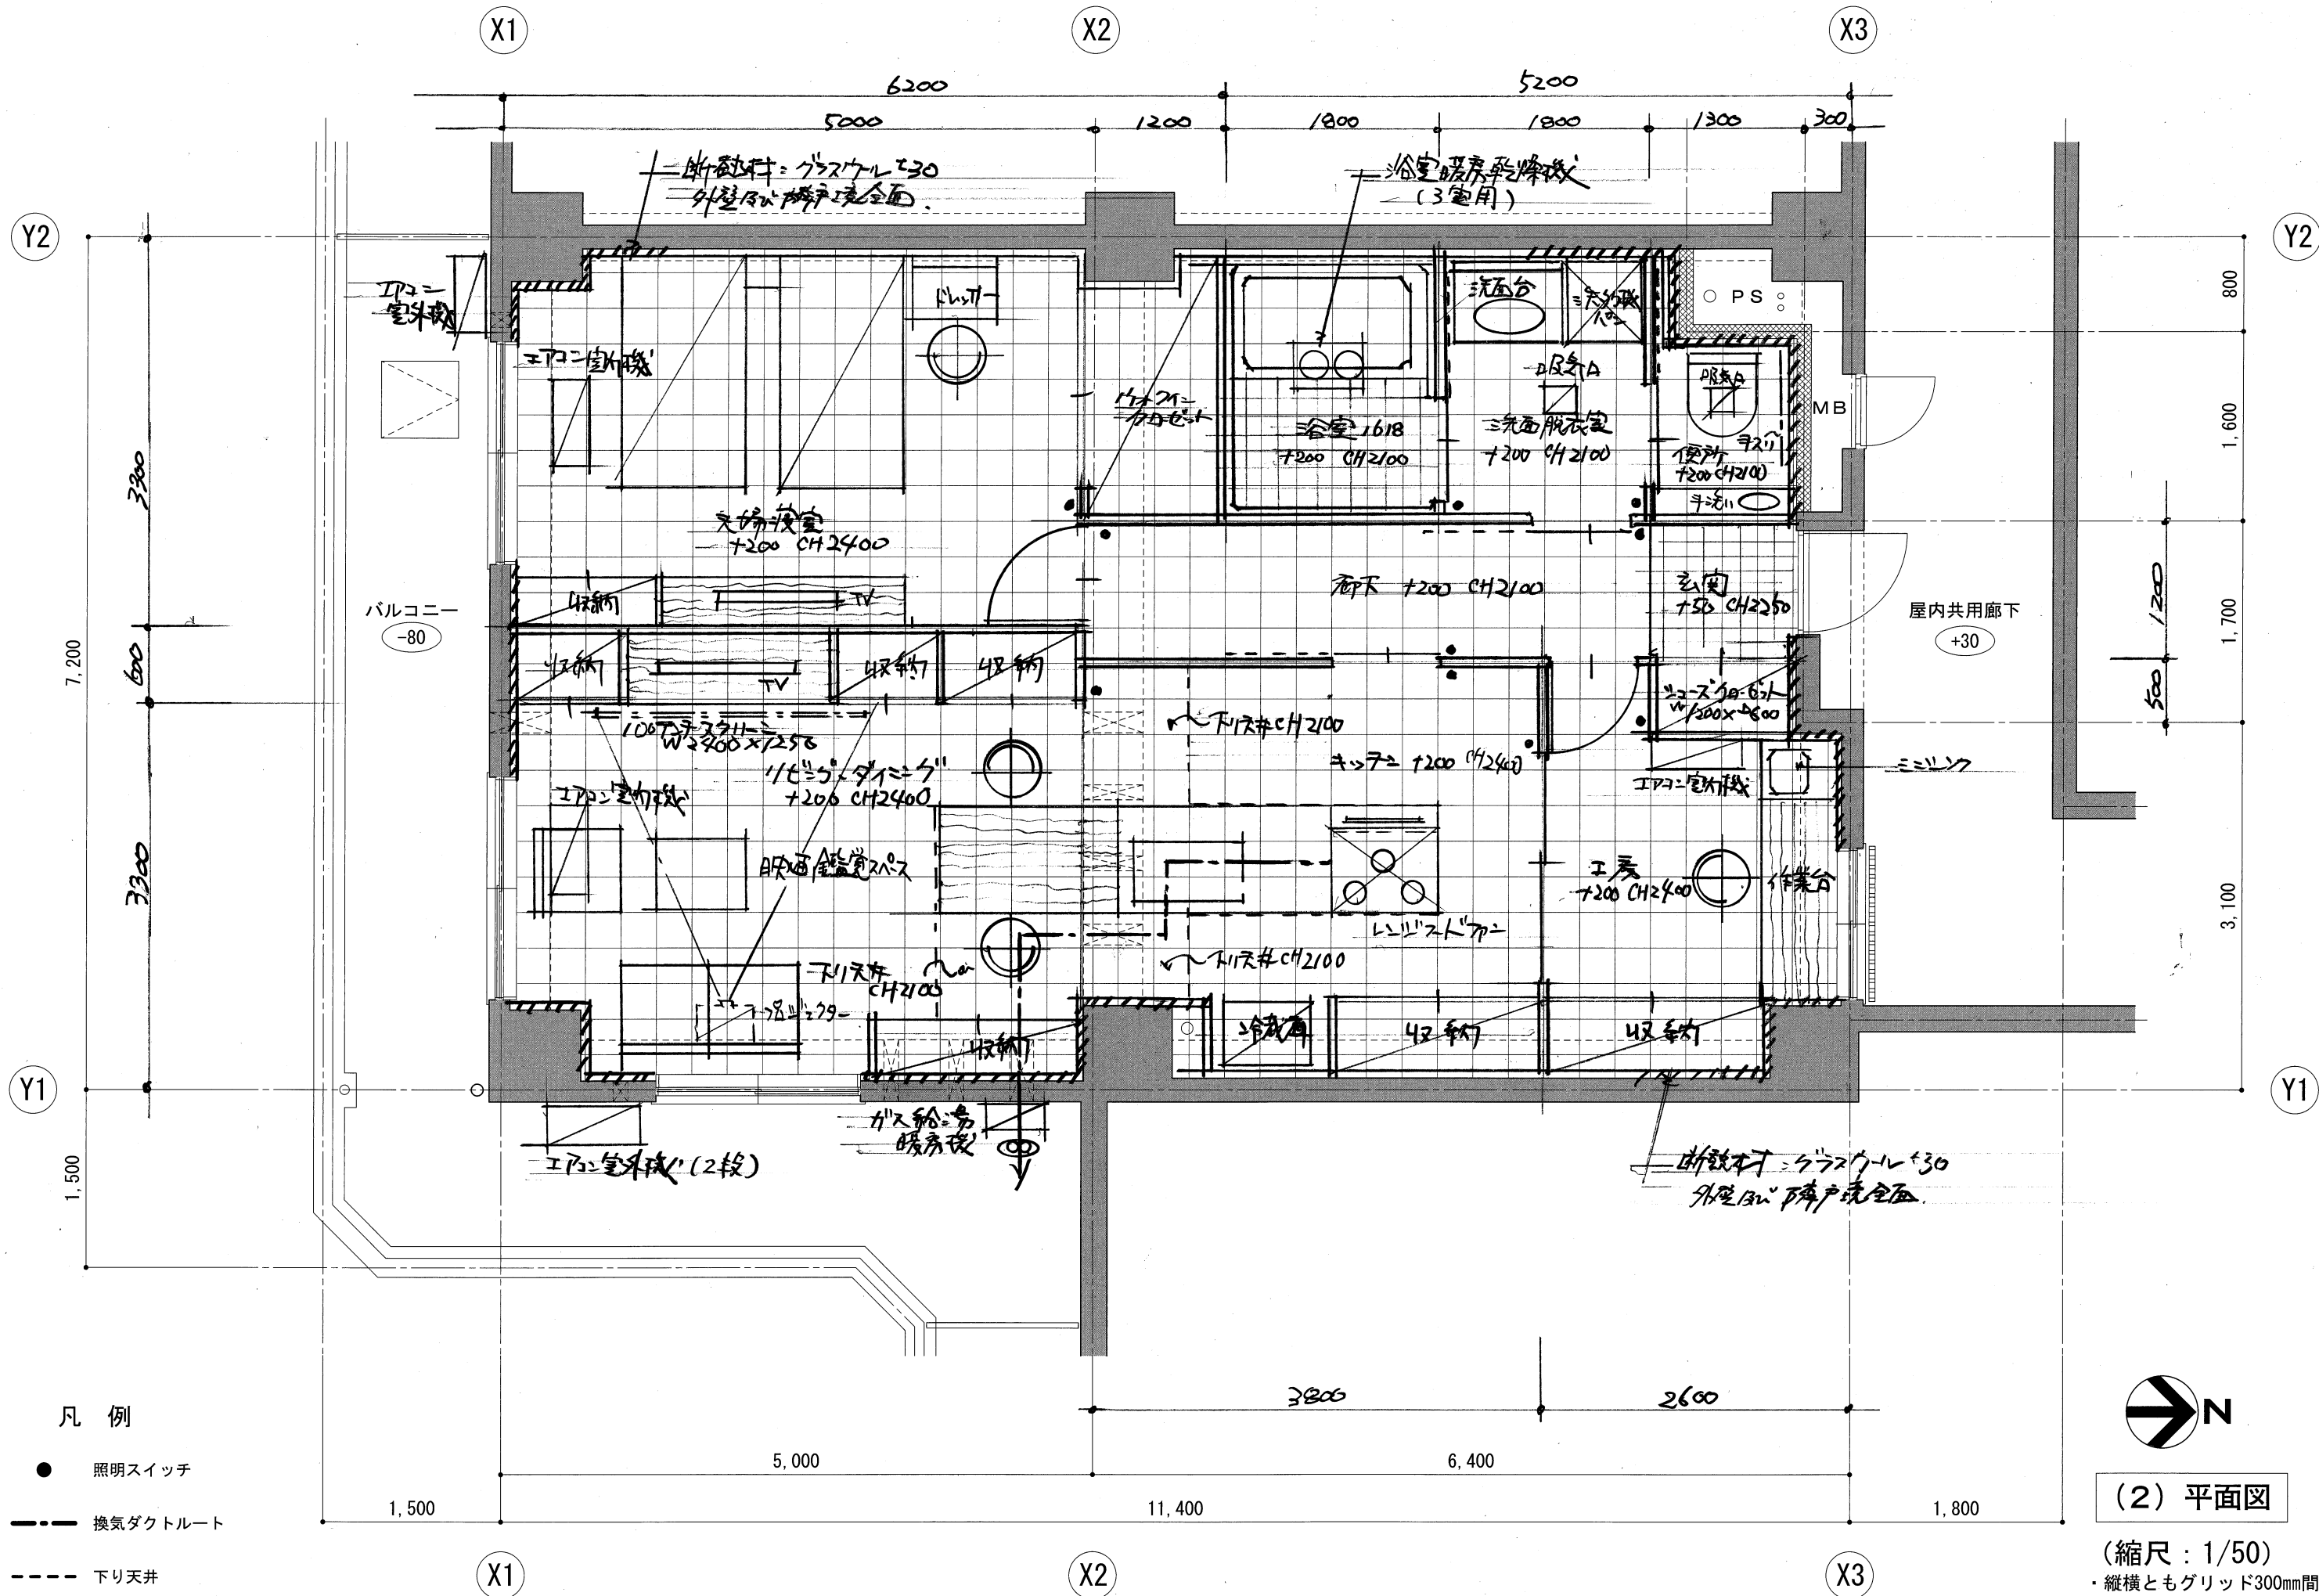 X1
X2
X3
6200
5200
5000
1200
1800
1800
1300
300
断熱材：グラスウール t30
外壁及び隣戸境全面.
浴室暖房乾燥機
（3室用）
Y2
Y2
エアコン
室外機
ドレッサー
洗面台
洗濯機
パン
PS
800
エアコン室内機
ウォークイン
クローゼット
吸気口
吸気口
MB
1,600
浴室 1618
+200 CH2100
洗面脱衣室
+200 CH2100
手スリ
便所
+200 CH2100
手洗い
3300
夫婦寝室
+200 CH2400
収納
TV
廊下 +200 CH2100
玄関
+50 CH2250
バルコニー
-80
屋内共用廊下
+30
1200
1,700
7,200
600
収納
TV
収納
収納
シューズクローゼット
W1200×D600
500
100インチスクリーン
W2400×1250
下り天井CH2100
リビング・ダイニング
+200 CH2400
キッチン +200 CH2400
エアコン室内機
ミニシンク
エアコン室内機
映画鑑賞スペース
工房
+200 CH2400
作業台
3300
3,100
レンジフードファン
下り天井
CH2100
下り天井CH2100
プロジェクター
収納
冷蔵庫
収納
収納
Y1
Y1
ガス給湯
暖房機
エアコン室外機（2段）
断熱材：グラスウール t30
外壁及び隣戸境全面.
1,500
3800
2600
N
凡 例
照明スイッチ
換気ダクトルート
下り天井
5,000
6,400
1,500
11,400
1,800
（2）平面図
（縮尺：1/50）
・縦横ともグリッド300mm間
X1
X2
X3